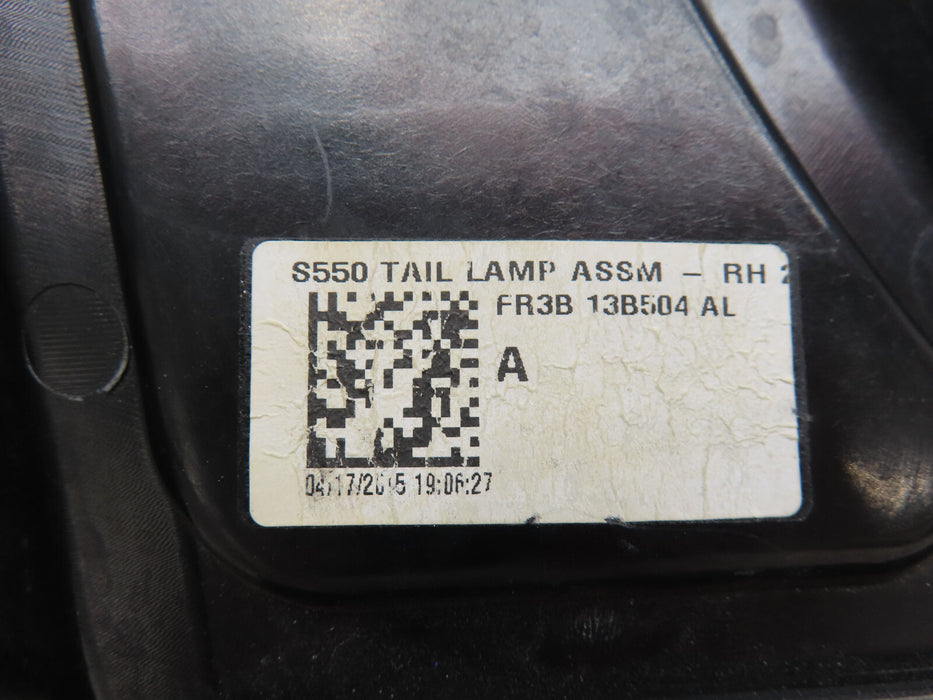 S550 TAIL LAMP ASSM - RH
FR3B 13B504 AL
A
04/17/2015 19:06:27